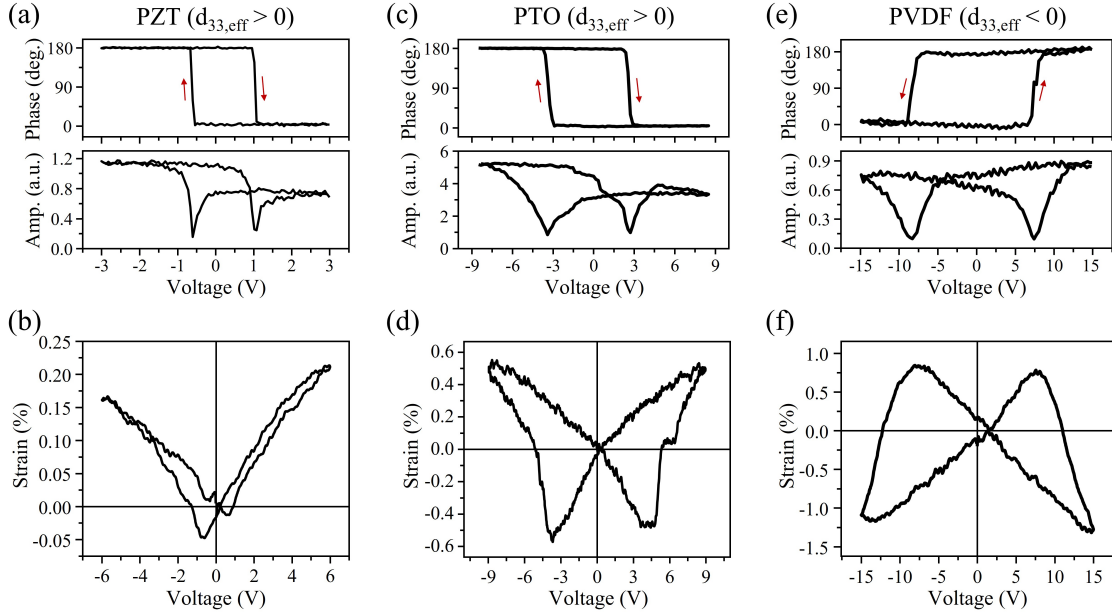 (a) PZT (d33,eff > 0)
(c) PTO (d33,eff > 0)
(e) PVDF (d33,eff < 0)
Phase (deg.)
180
90
0
Amp. (a.u.)
1.2
0.8
0.4
0.0
-3 -2 -1 0 1 2 3
Voltage (V)
Phase (deg.)
180
90
0
Amp. (a.u.)
6
4
2
0
-9 -6 -3 0 3 6 9
Voltage (V)
Phase (deg.)
180
90
0
Amp. (a.u.)
0.9
0.6
0.3
0.0
-15 -10 -5 0 5 10 15
Voltage (V)
(b)
Strain (%)
0.25
0.20
0.15
0.10
0.05
0.00
-0.05
-6 -4 -2 0 2 4 6
Voltage (V)
(d)
Strain (%)
0.6
0.4
0.2
0.0
-0.2
-0.4
-0.6
-9 -6 -3 0 3 6 9
Voltage (V)
(f)
Strain (%)
1.0
0.5
0.0
-0.5
-1.0
-1.5
-15 -10 -5 0 5 10 15
Voltage (V)